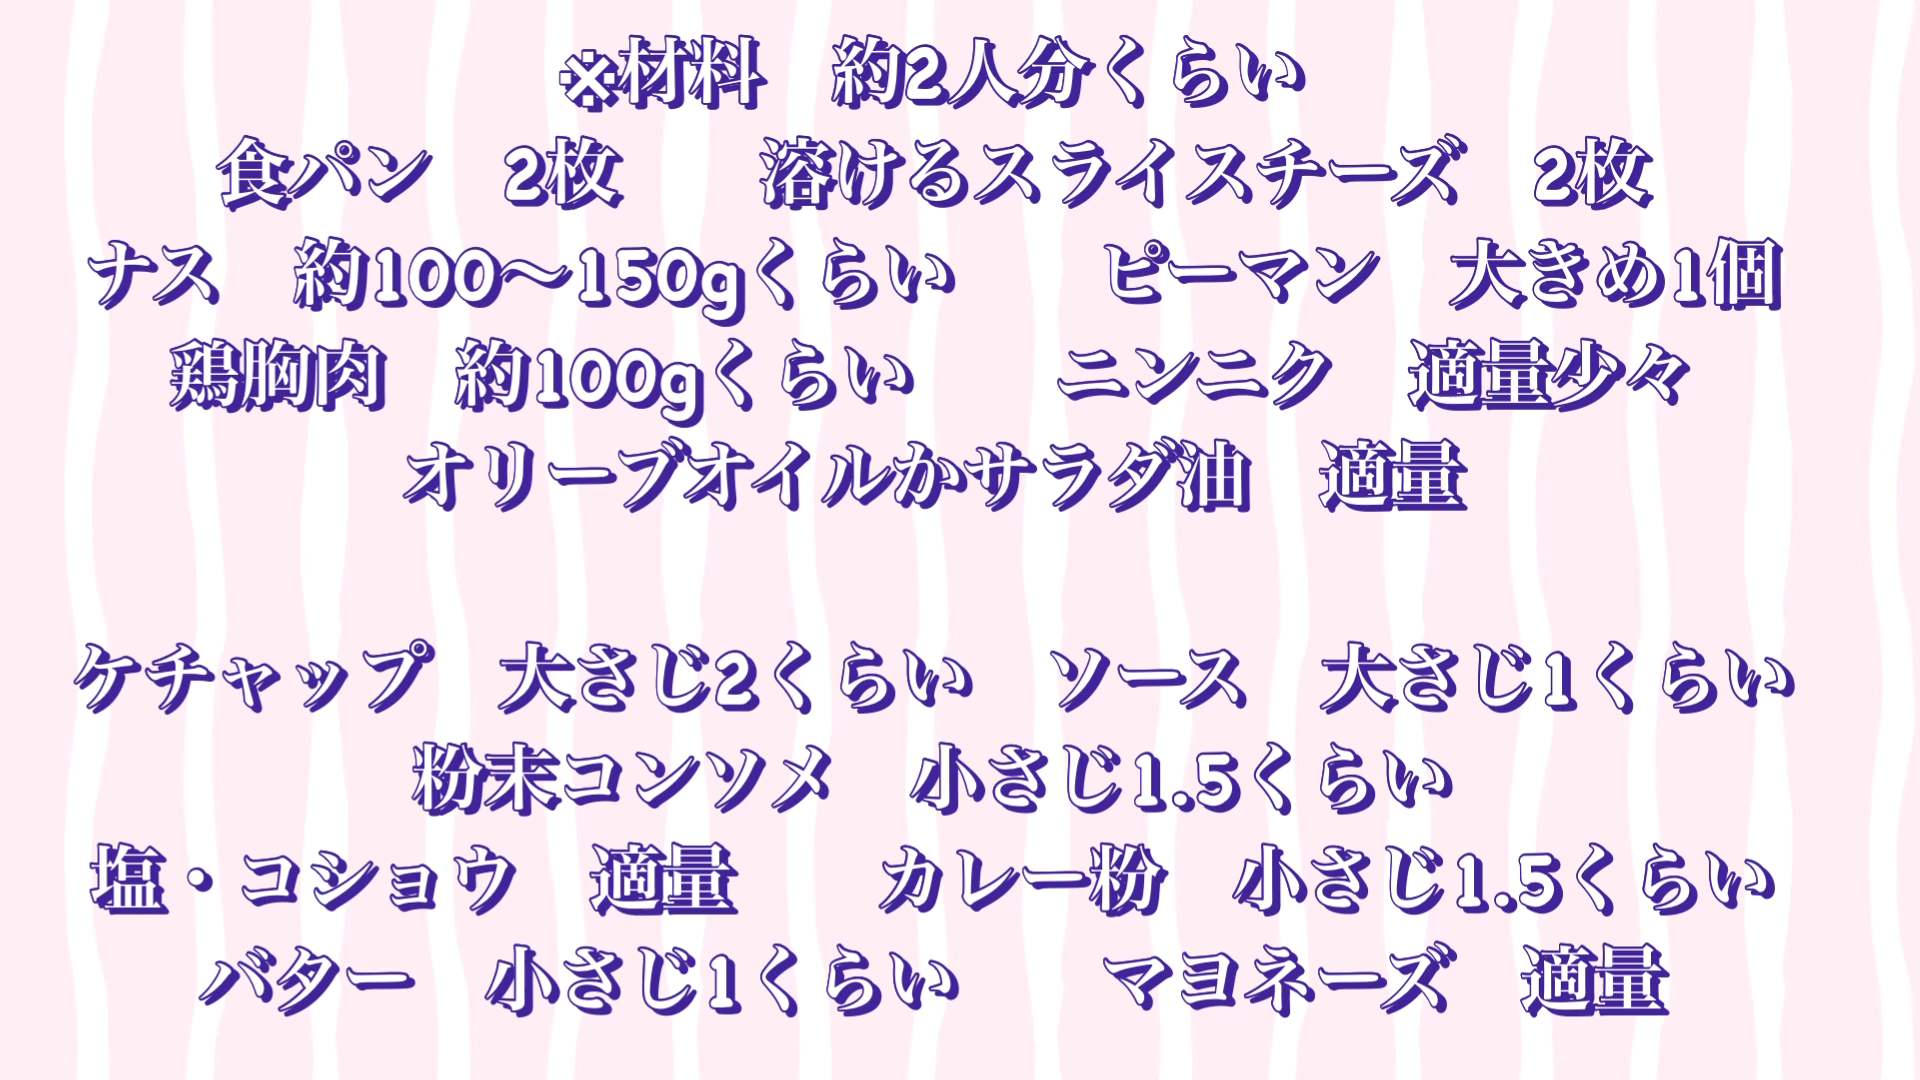 ※材料　約2人分くらい
食パン　2枚　　溶けるスライスチーズ　2枚
ナス　約100〜150gくらい　　ピーマン　大きめ1個
鶏胸肉　約100gくらい　　ニンニク　適量少々
オリーブオイルかサラダ油　適量
ケチャップ　大さじ2くらい　ソース　大さじ1くらい
粉末コンソメ　小さじ1.5くらい
塩・コショウ　適量　　カレー粉　小さじ1.5くらい
バター　小さじ1くらい　　マヨネーズ　適量